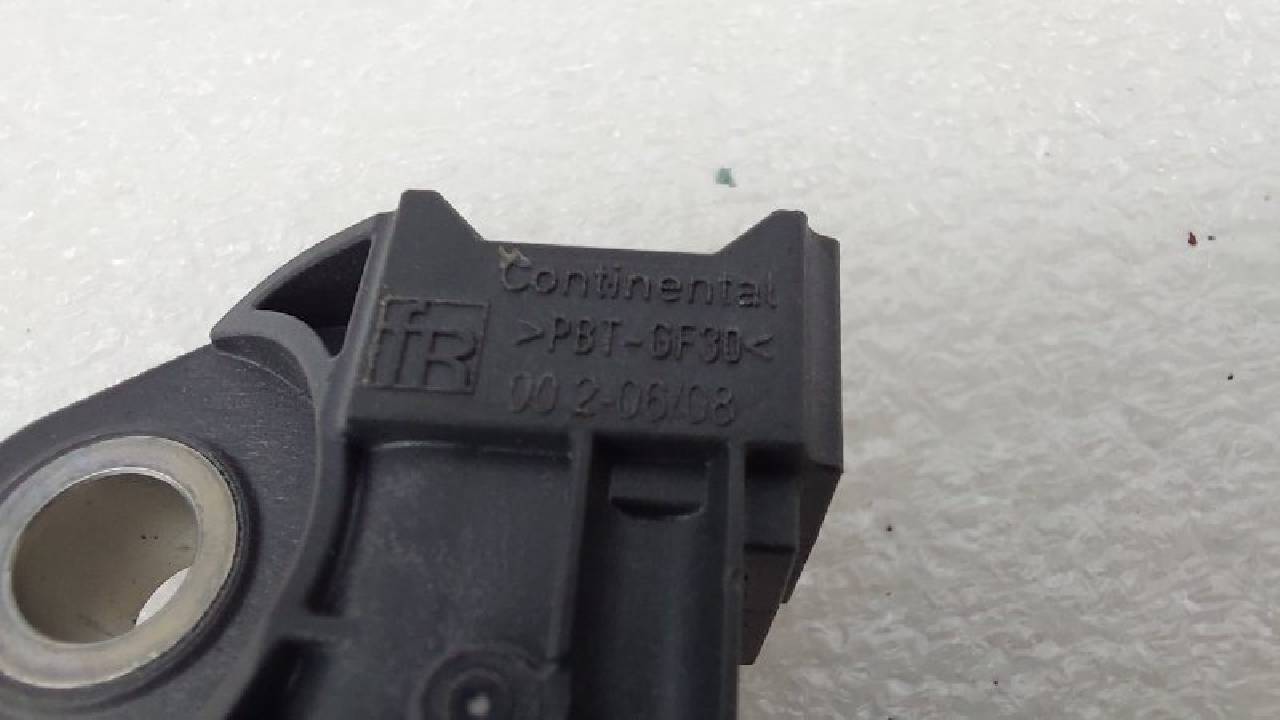 Continental
>PBT-GF30<
fR
00 2-06/08